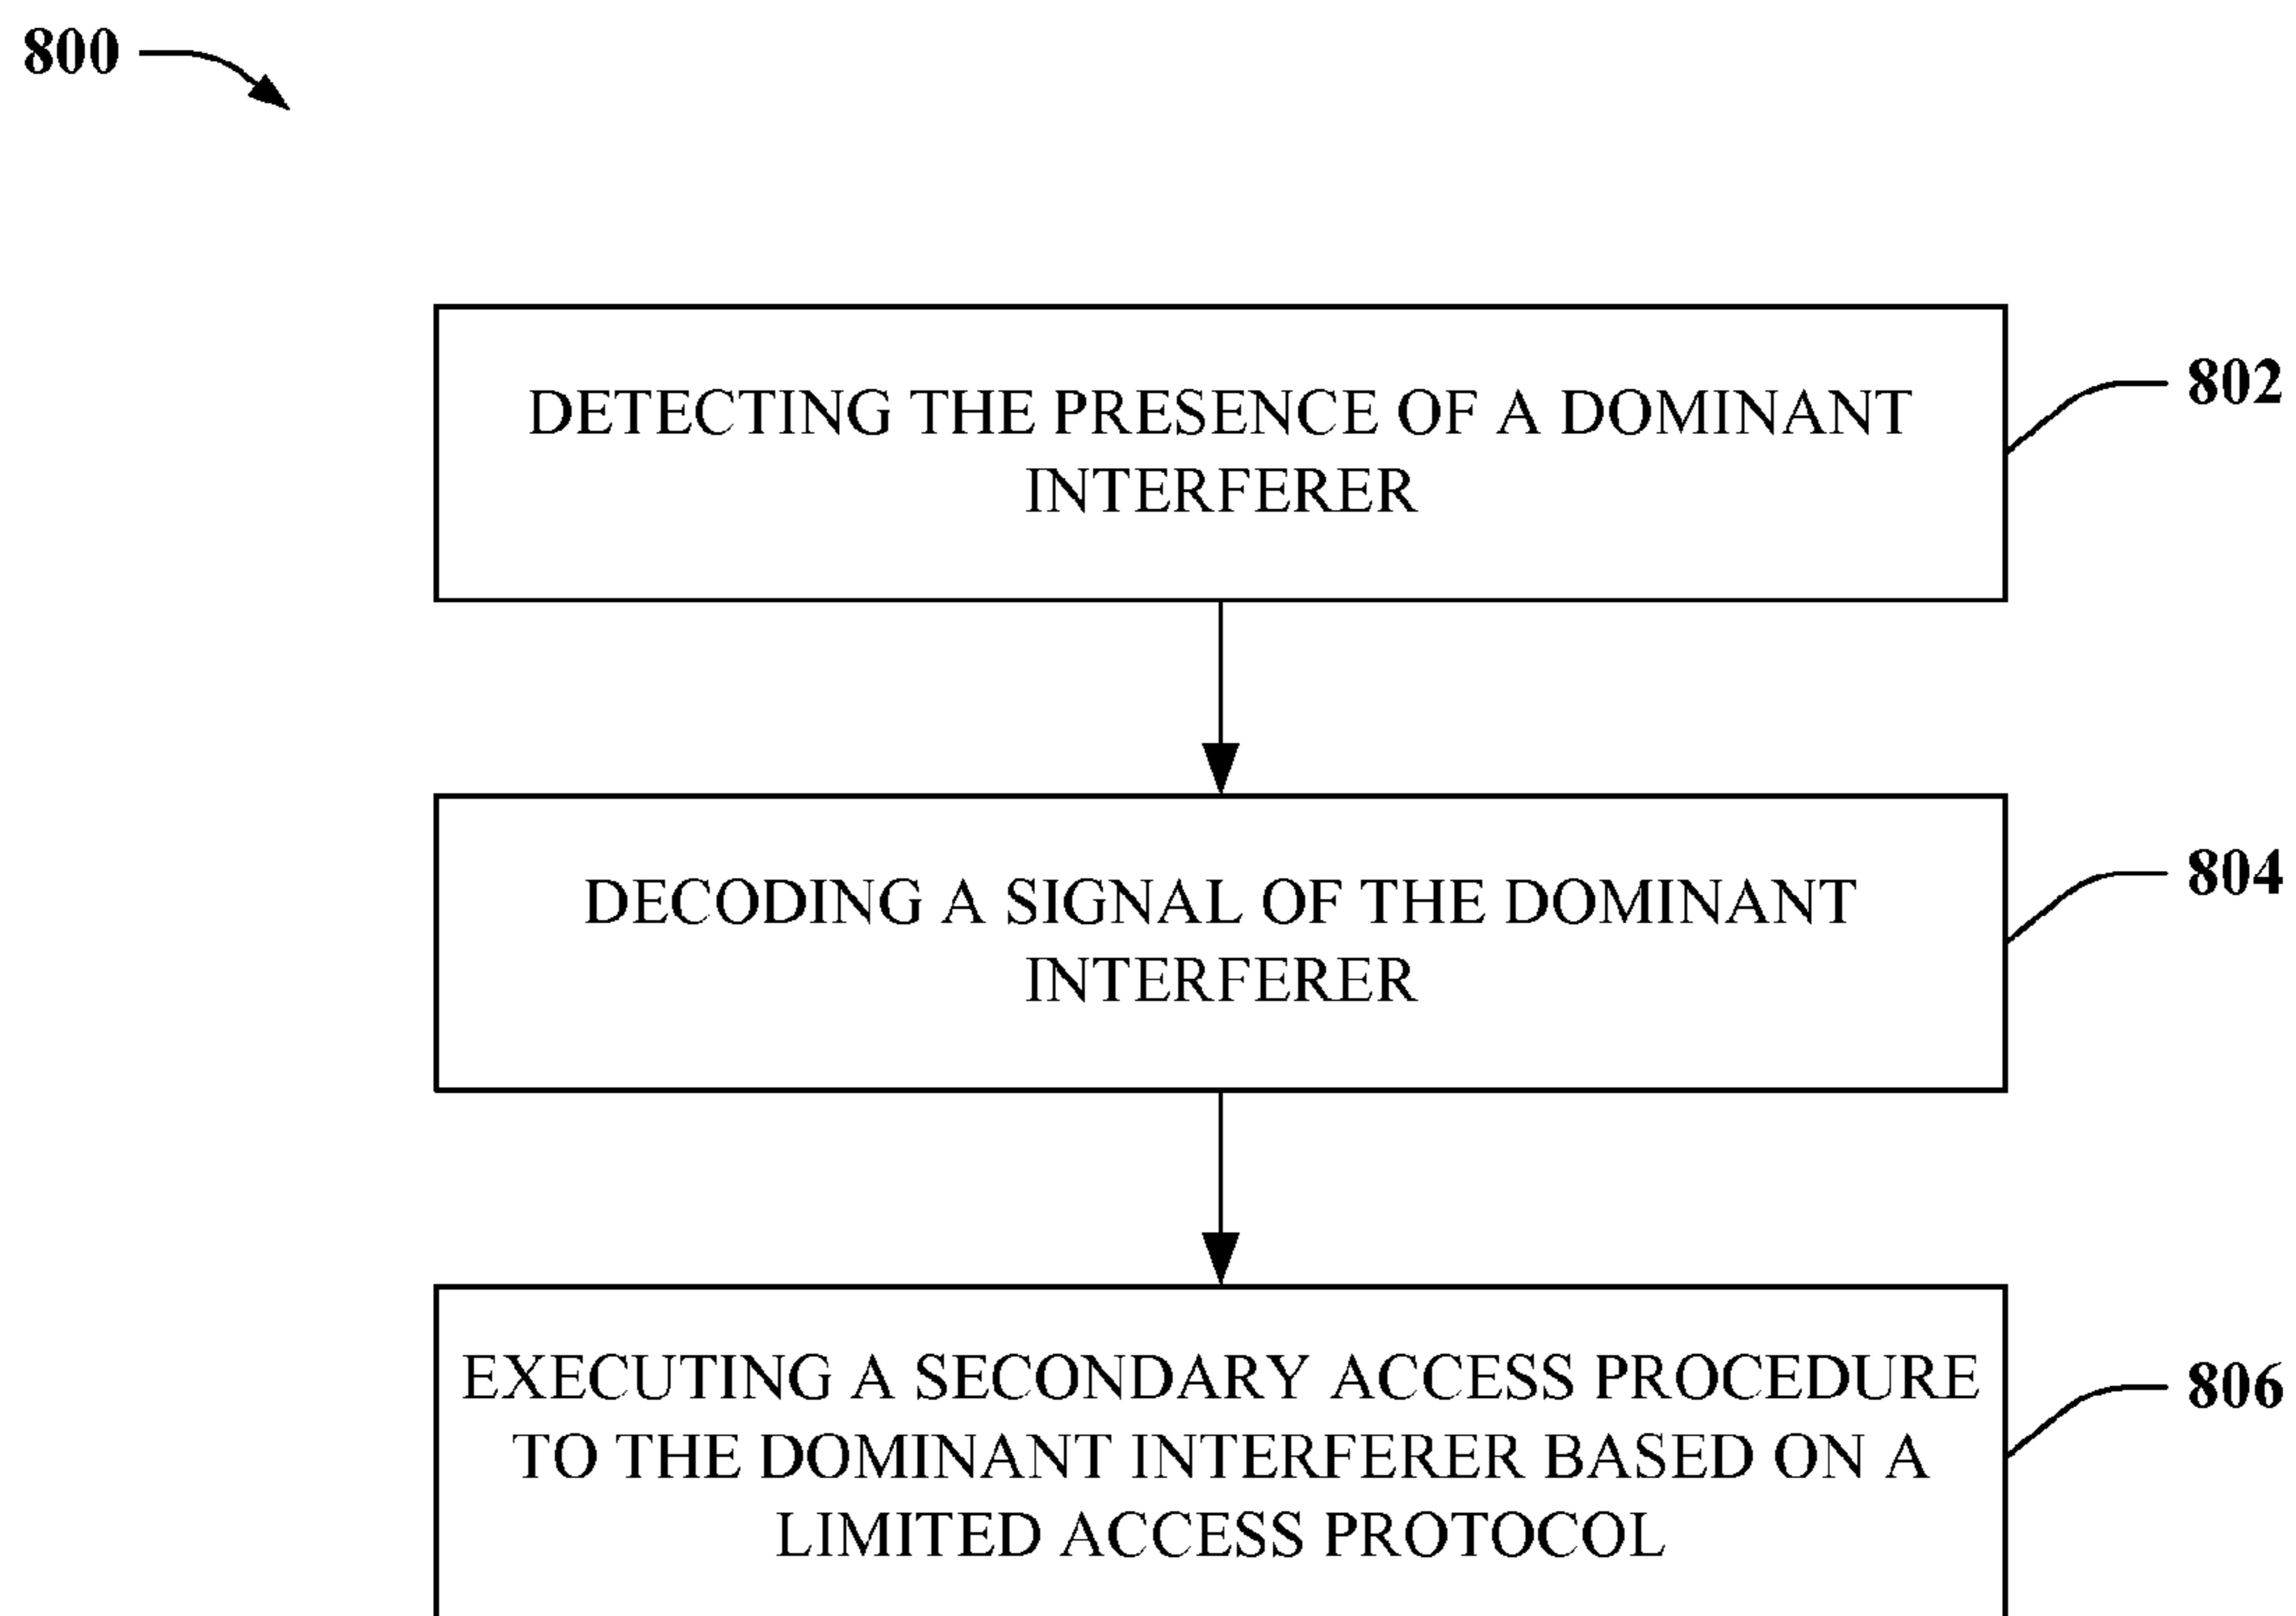 800
DETECTING THE PRESENCE OF A DOMINANT
INTERFERER
802
DECODING A SIGNAL OF THE DOMINANT
INTERFERER
804
EXECUTING A SECONDARY ACCESS PROCEDURE
TO THE DOMINANT INTERFERER BASED ON A
LIMITED ACCESS PROTOCOL
806